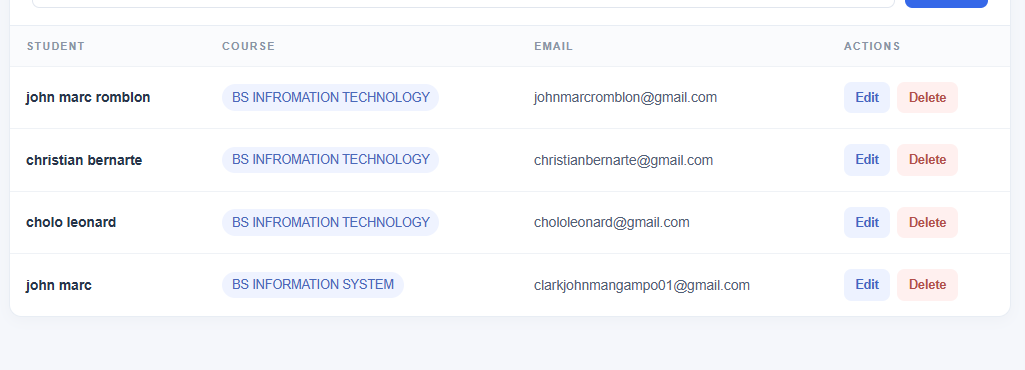 STUDENT COURSE EMAIL ACTIONS
john marc romblon BS INFROMATION TECHNOLOGY johnmarcromblon@gmail.com Edit Delete
christian bernarte BS INFROMATION TECHNOLOGY christianbernarte@gmail.com Edit Delete
cholo leonard BS INFROMATION TECHNOLOGY chololeonard@gmail.com Edit Delete
john marc BS INFORMATION SYSTEM clarkjohnmangampo01@gmail.com Edit Delete